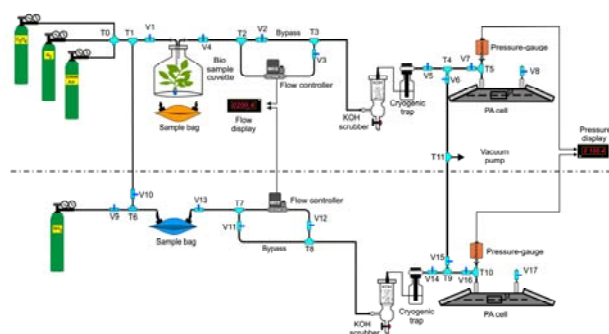 T0
T1
V1
V4
T2
V2
Bypass
T3
V3
Bio
sample
cuvette
Sample bag
Flow controller
Flow
display
KOH
scrubber
Cryogenic
trap
V5
T4
V6
V7
T5
V8
Pressure-gauge
PA cell
Pressure
display
T11
Vacuum
pump
V10
V9
T6
V13
Sample bag
T7
V11
Flow controller
V12
Bypass
T8
KOH
scrubber
Cryogenic
trap
V14
V15
T9
V16
T10
V17
Pressure-gauge
PA cell